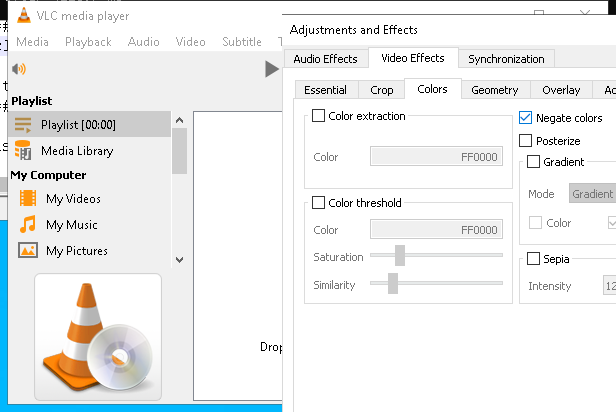 VLC media player
Media Playback Audio Video Subtitle
Playlist
Playlist [00:00]
Media Library
My Computer
My Videos
My Music
My Pictures
Adjustments and Effects
Audio Effects Video Effects Synchronization
Essential Crop Colors Geometry Overlay
Color extraction
Color FF0000
Color threshold
Color FF0000
Saturation
Similarity
Negate colors
Posterize
Gradient
Mode Gradient
Color
Sepia
Intensity 12
Drop